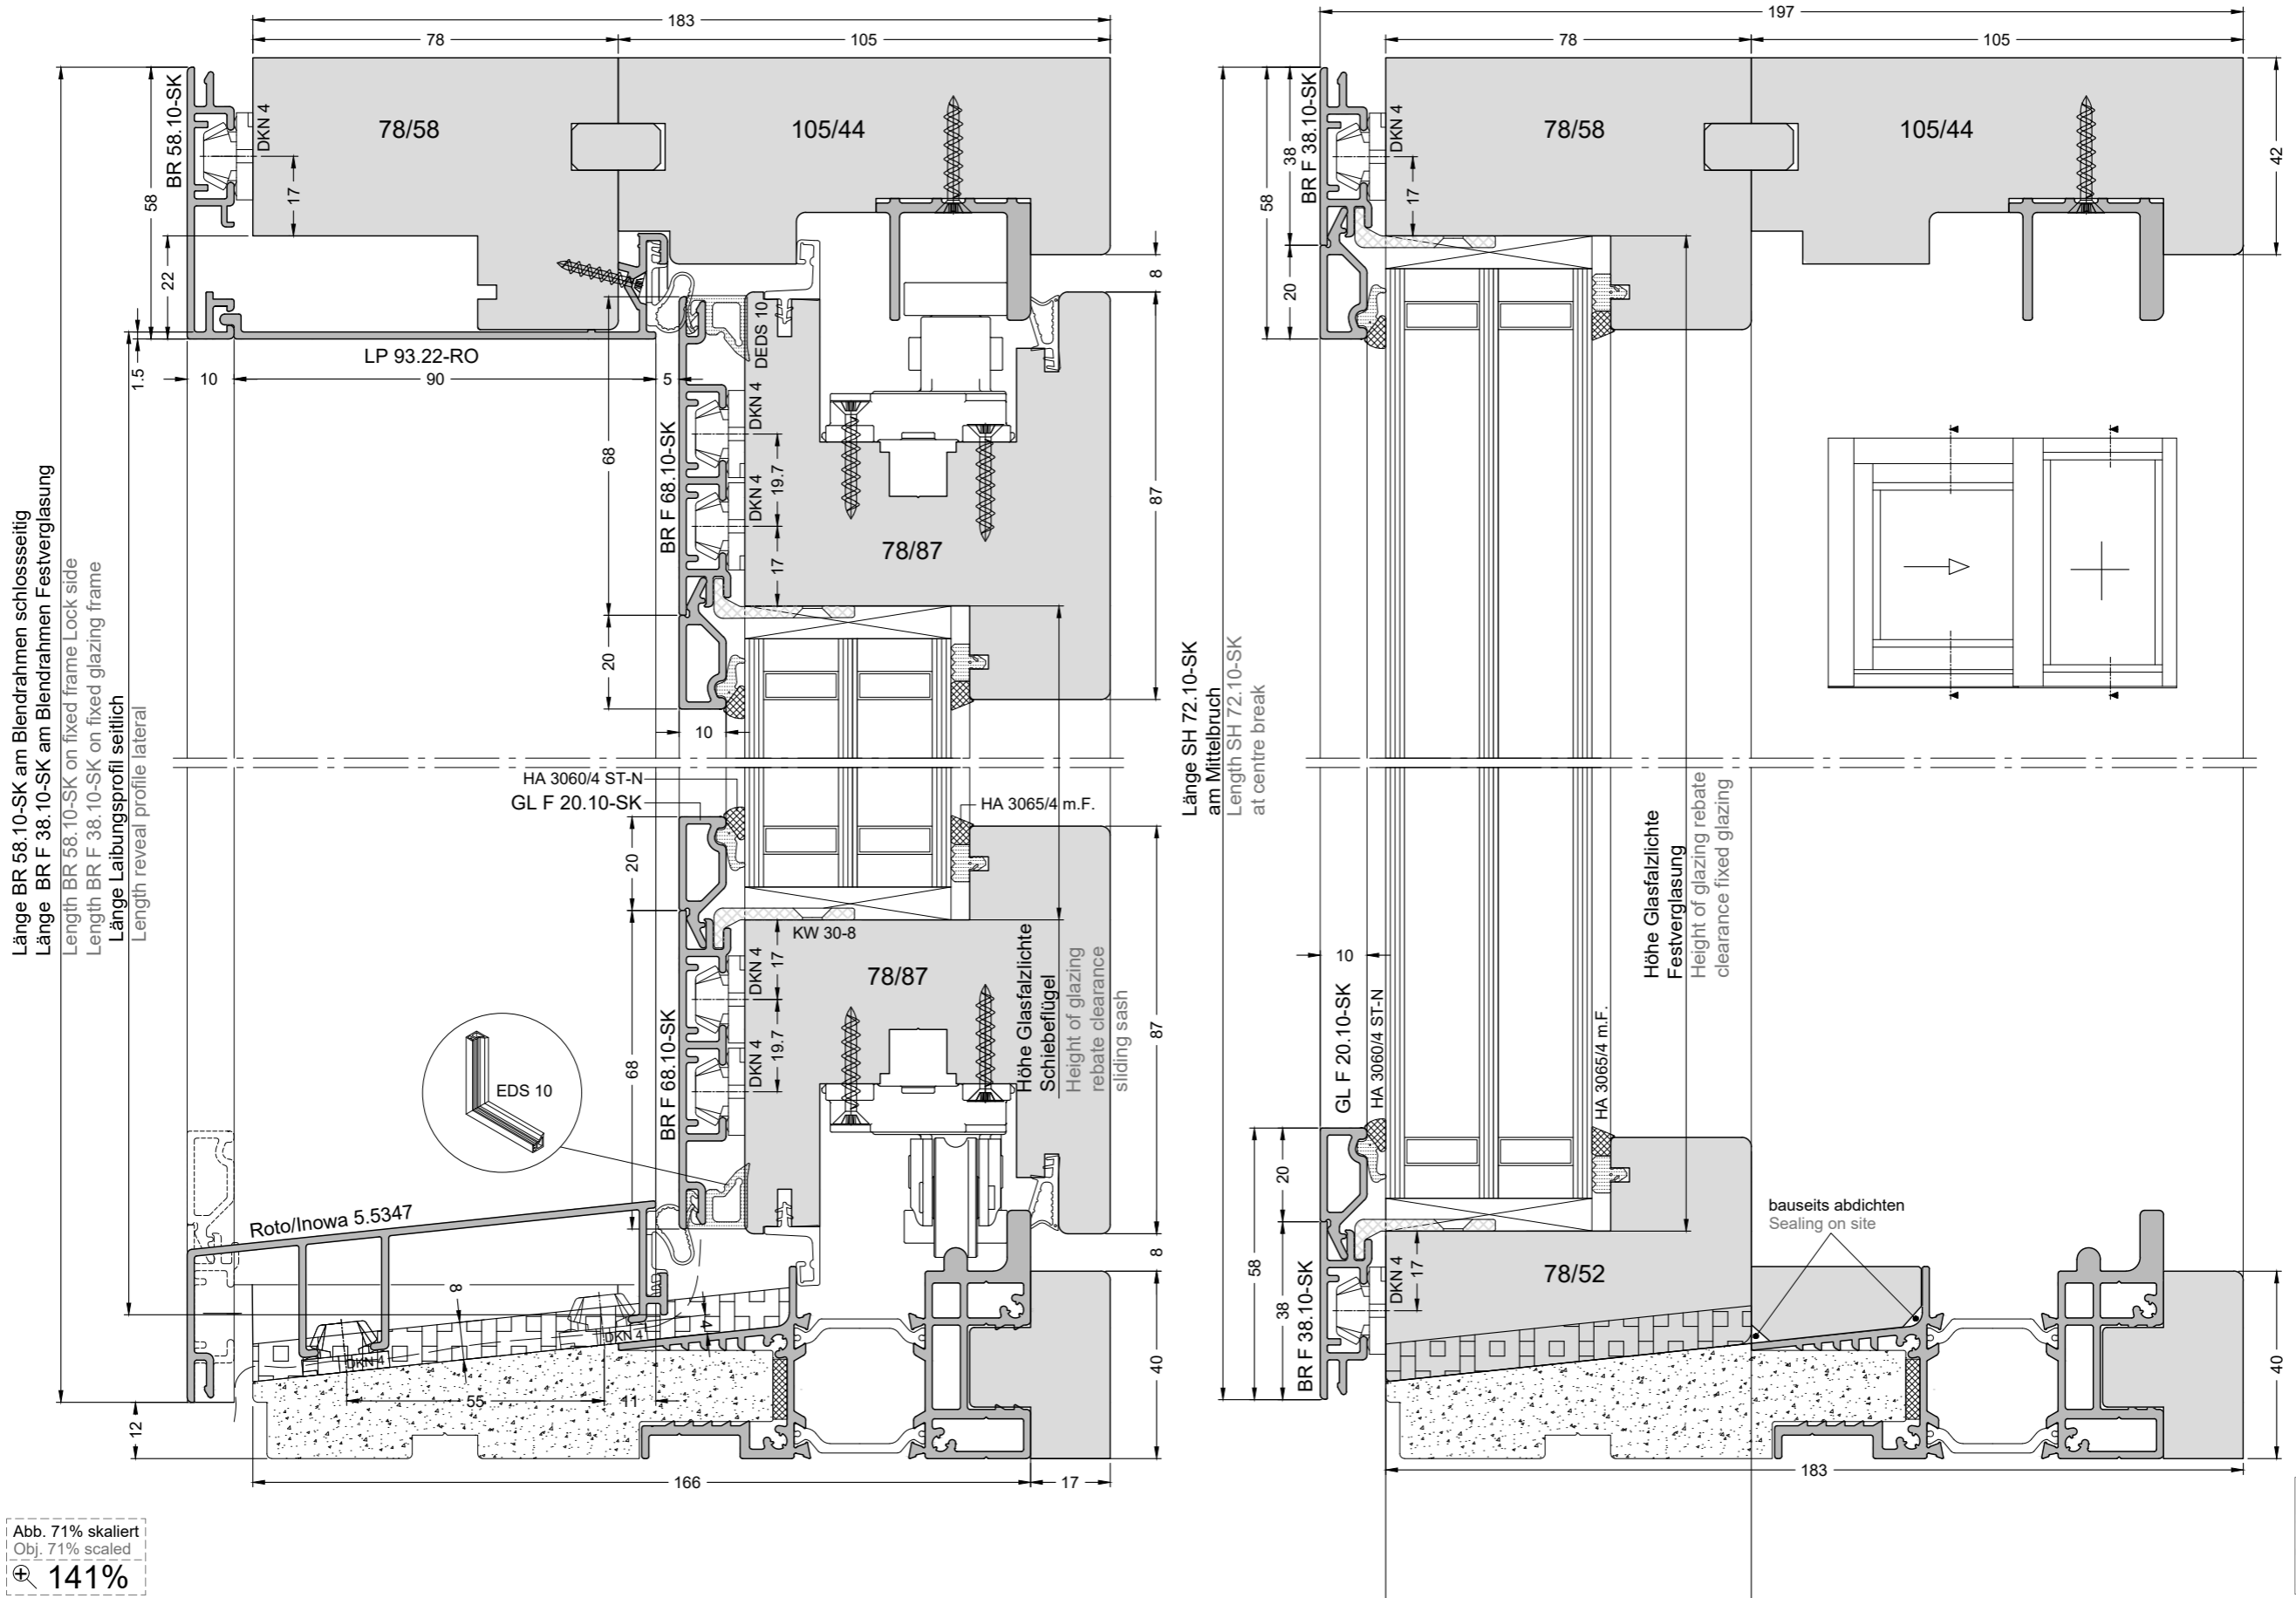 183
78
105
BR 58.10-SK
DKN 4
78/58
105/44
58
17
22
8
LP 93.22-RO
1.5
10
90
5
DEDS 10
DKN 4
BR F 68.10-SK
68
19.7
DKN 4
87
78/87
17
20
10
Länge BR 58.10-SK am Blendrahmen schlosseitig
Länge BR F 38.10-SK am Blendrahmen Festverglasung
Length BR 58.10-SK on fixed frame Lock side
Length BR F 38.10-SK on fixed glazing frame
Länge Laibungsprofil seitlich
Length reveal profile lateral
HA 3060/4 ST-N
GL F 20.10-SK
HA 3065/4 m.F.
20
KW 30-8
DKN 4
17
78/87
Höhe Glasfalzlichte
Schiebeflügel
Height of glazing
rebate clearance
sliding sash
87
BR F 68.10-SK
68
DKN 4
19.7
EDS 10
Roto/Inowa 5.5347
8
8
4
DKN 4
DKN 4
55
11
40
12
166
17
197
78
105
BR F 38.10-SK
DKN 4
78/58
105/44
42
58
38
17
20
Länge SH 72.10-SK
am Mittelbruch
Length SH 72.10-SK
at centre break
Höhe Glasfalzlichte
Festverglasung
Height of glazing rebate
clearance fixed glazing
10
GL F 20.10-SK
HA 3060/4 ST-N
HA 3065/4 m.F.
20
58
38
BR F 38.10-SK
DKN 4
17
78/52
bauseits abdichten
Sealing on site
40
183
Abb. 71% skaliert
Obj. 71% scaled
141%